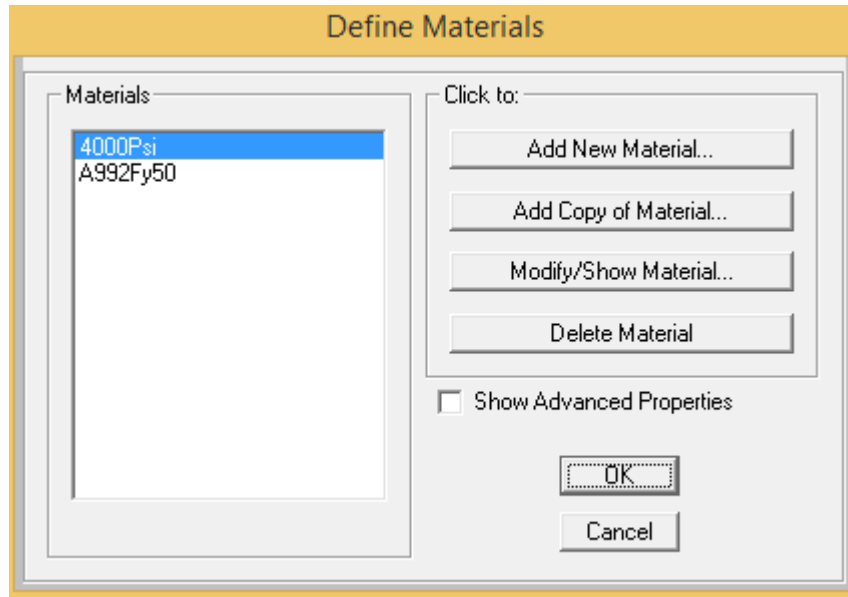 Define Materials
Materials
4000Psi
A992Fy50
Click to:
Add New Material...
Add Copy of Material...
Modify/Show Material...
Delete Material
Show Advanced Properties
OK
Cancel